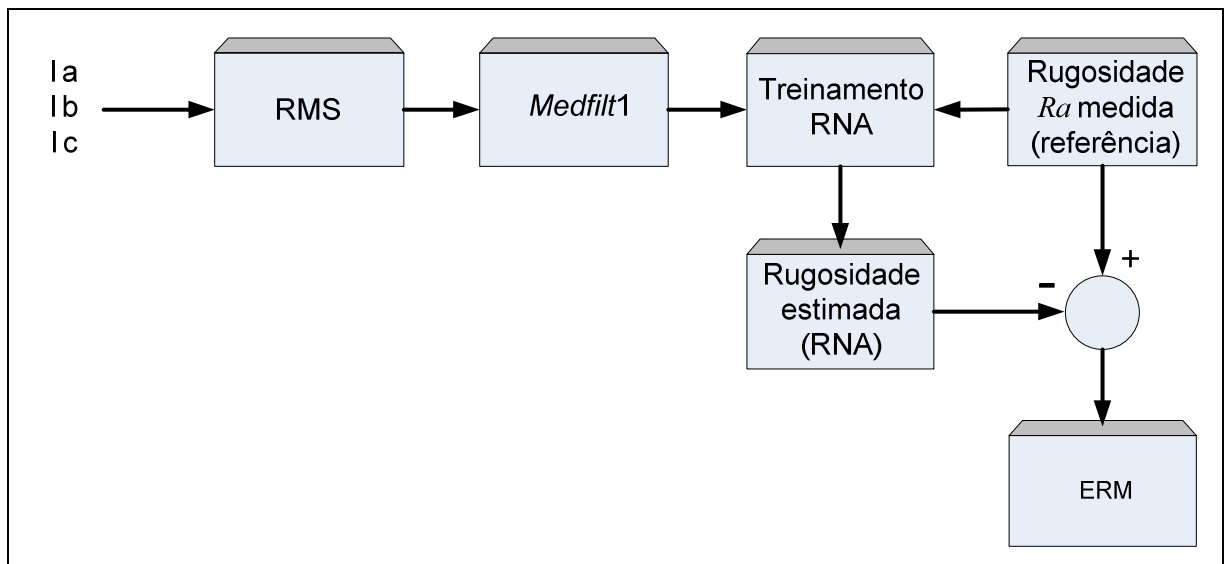 Ia
Ib
Ic
RMS
Medfilt1
Treinamento
RNA
Rugosidade
Ra medida
(referência)
Rugosidade
estimada
(RNA)
-
+
ERM